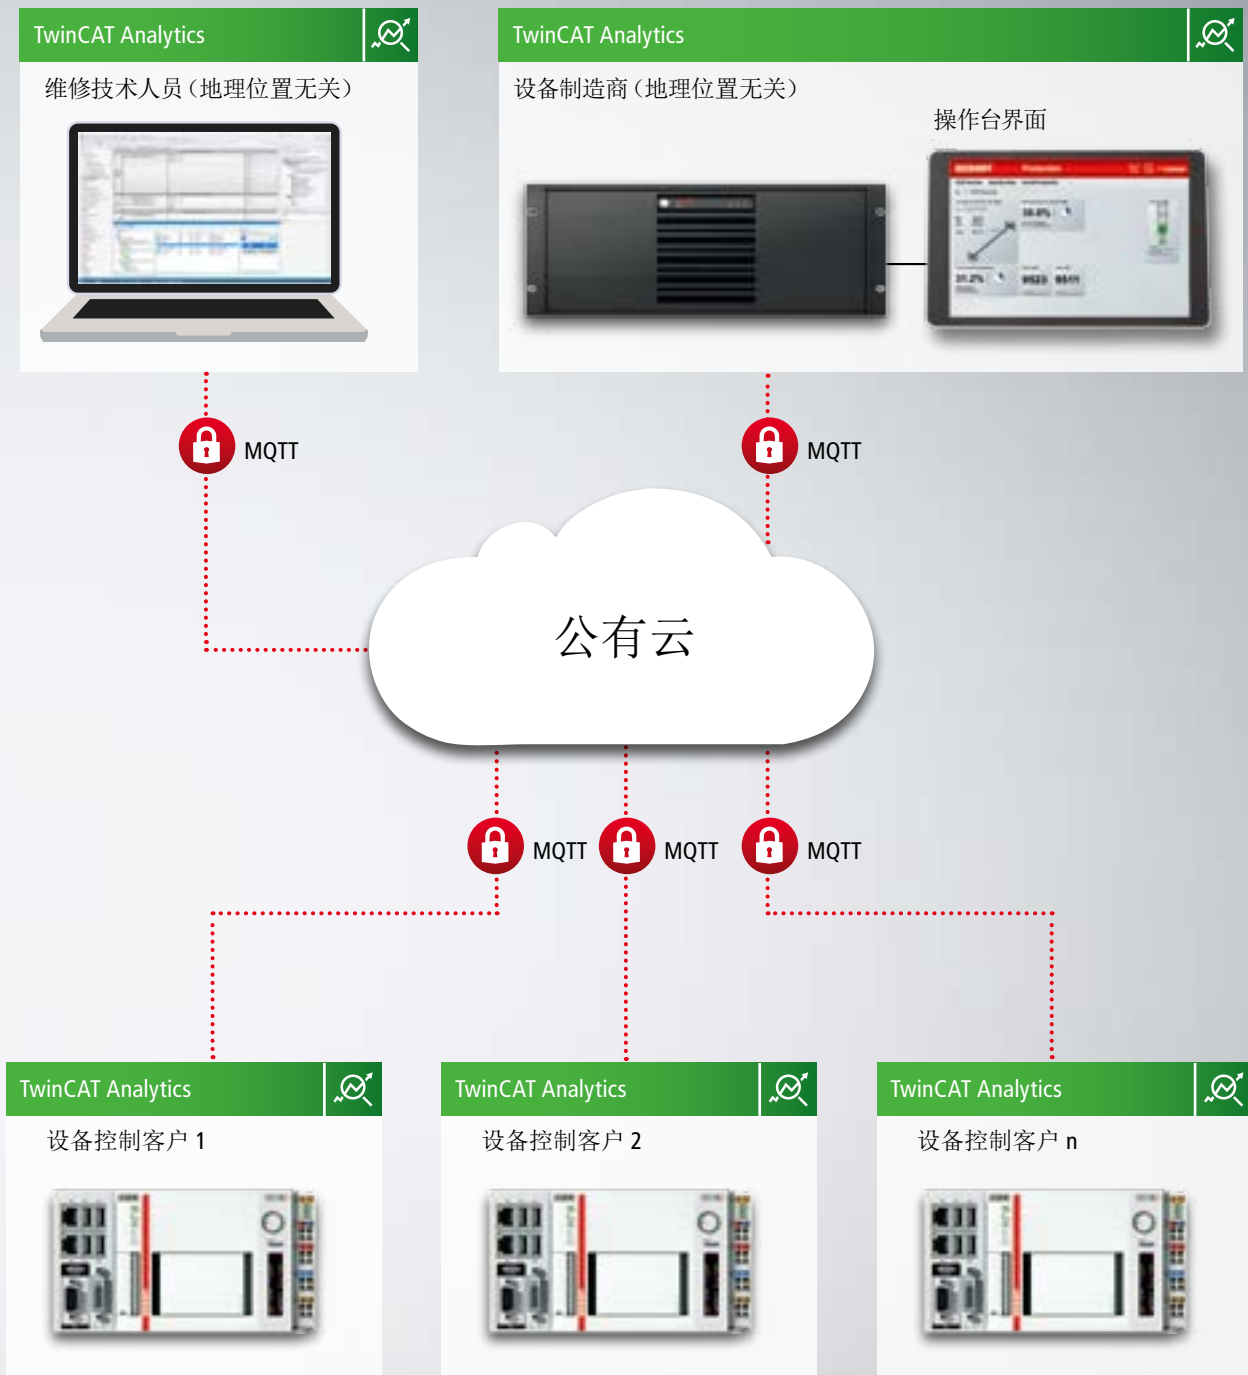 TwinCAT Analytics
维修技术人员（地理位置无关）
TwinCAT Analytics
设备制造商（地理位置无关）
操作台界面
MQTT
MQTT
公有云
MQTT
MQTT
MQTT
TwinCAT Analytics
设备控制客户 1
TwinCAT Analytics
设备控制客户 2
TwinCAT Analytics
设备控制客户 n